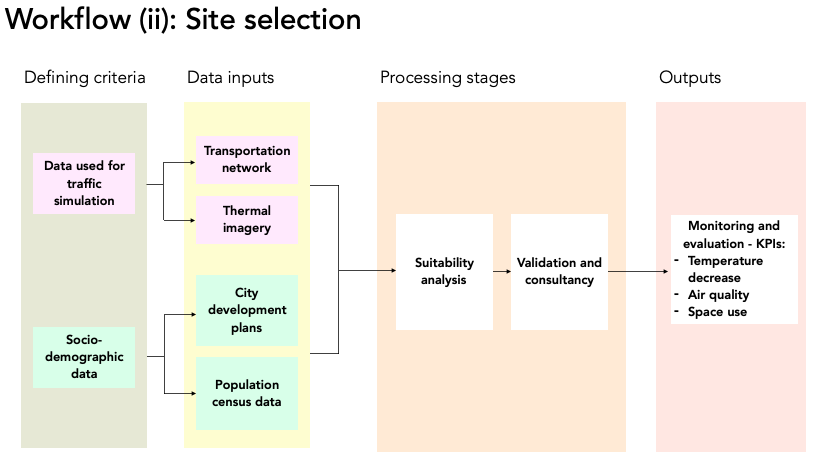 Workflow (ii): Site selection
Defining criteria
Data inputs
Processing stages
Outputs
Data used for
traffic
simulation
Socio-
demographic
data
Transportation
network
Thermal
imagery
City
development
plans
Population
census data
Suitability
analysis
Validation and
consultancy
Monitoring and
evaluation - KPIs:
- Temperature
decrease
- Air quality
- Space use